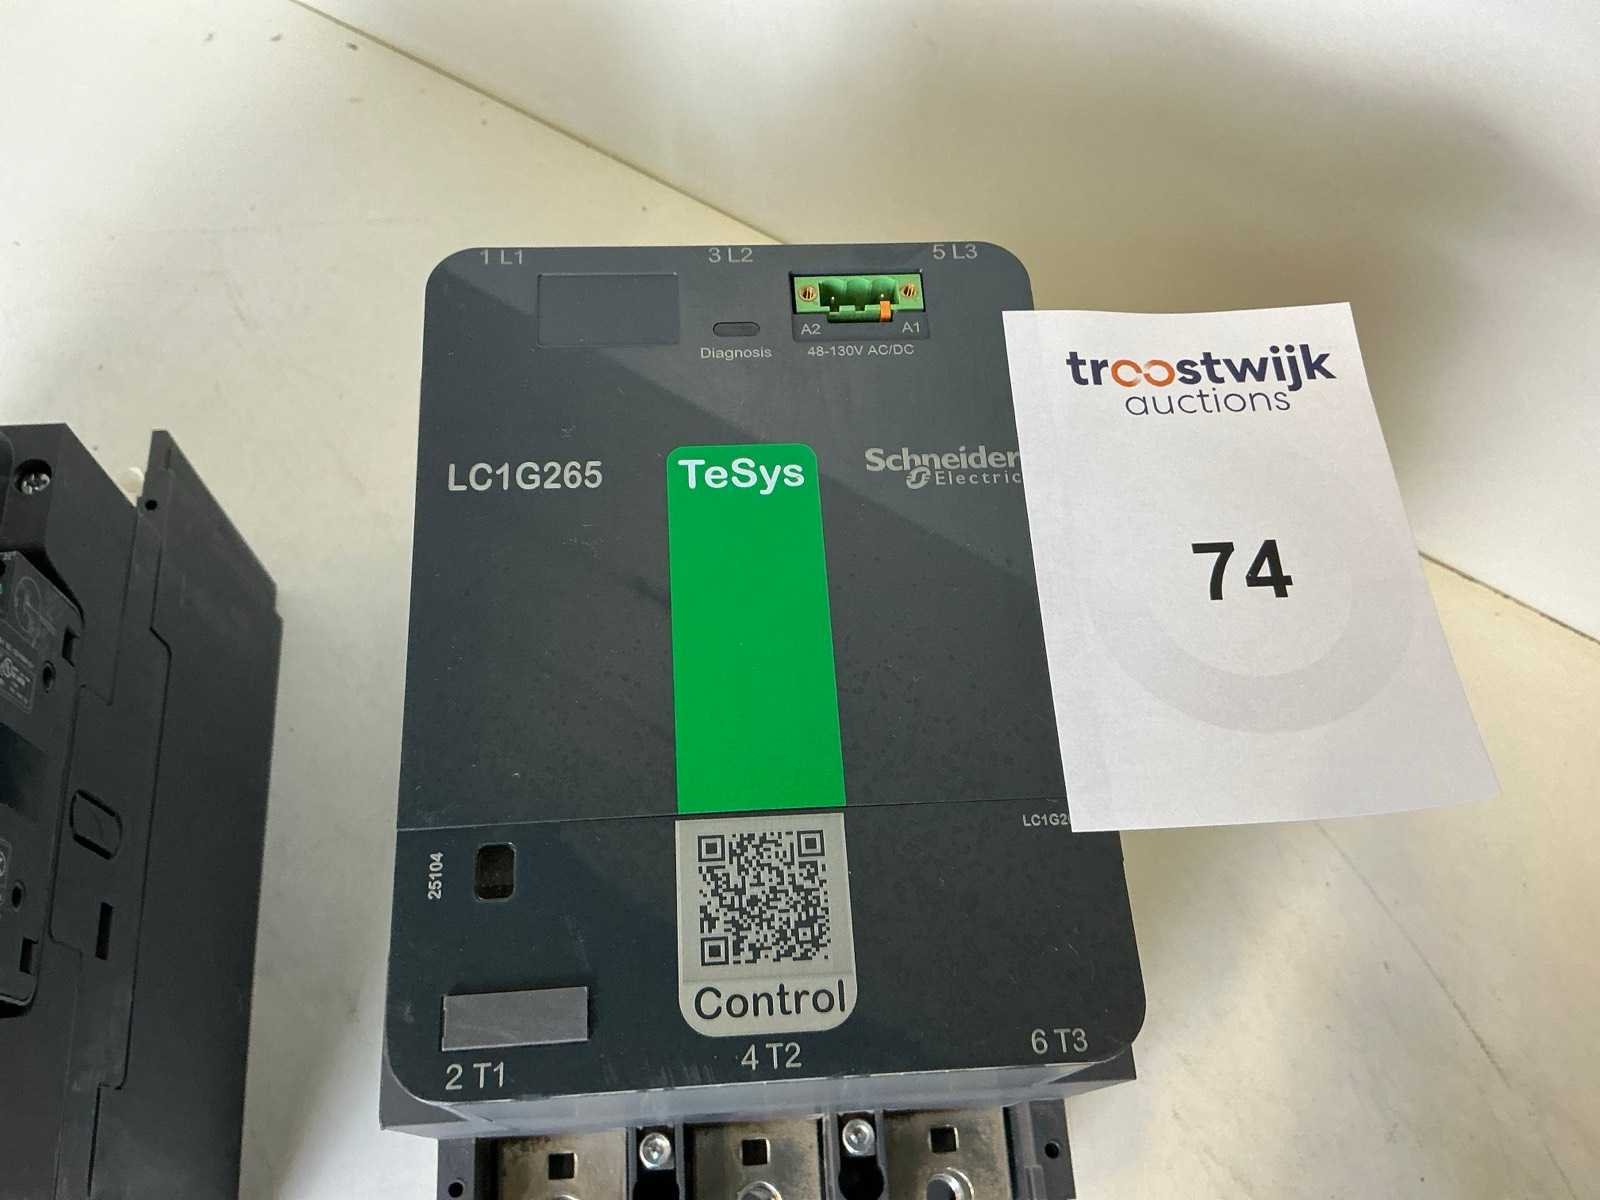 1 L1
3 L2
5 L3
A2
A1
Diagnosis
48-130V AC/DC
troostwijk
auctions
LC1G265
TeSys
Schneider
Electric
74
LC1G2
25104
Control
2 T1
4 T2
6 T3